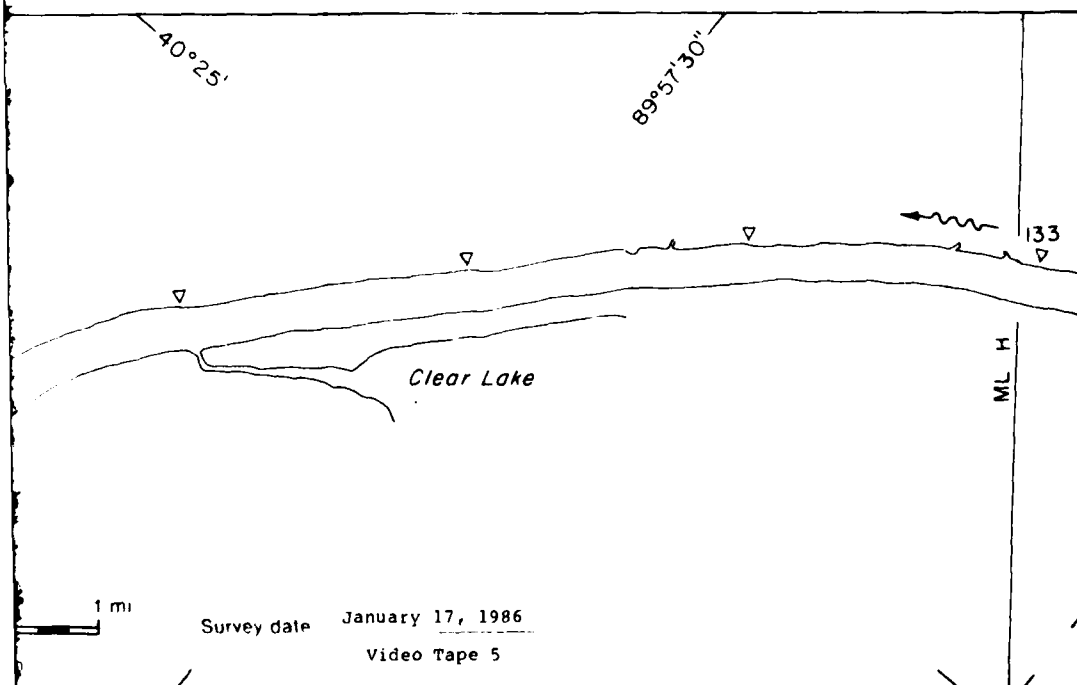 40°25'
89°57'30"
133
Clear Lake
ML H
1 mi
Survey date January 17, 1986
Video Tape 5